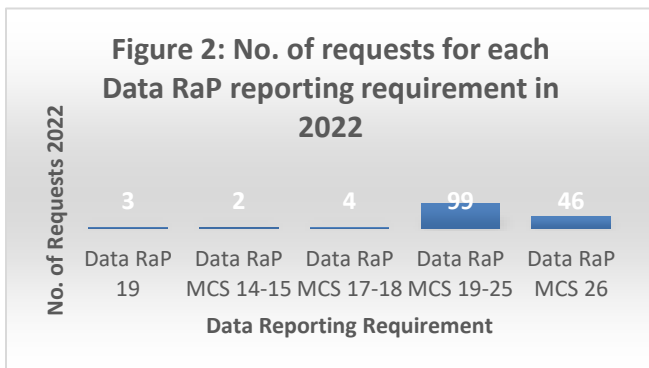 Figure 2: No. of requests for each
Data RaP reporting requirement in
2022
No. of Requests 2022
3 2 4 99 46
Data RaP Data RaP Data RaP Data RaP Data RaP
19 MCS 14-15 MCS 17-18 MCS 19-25 MCS 26
Data Reporting Requirement